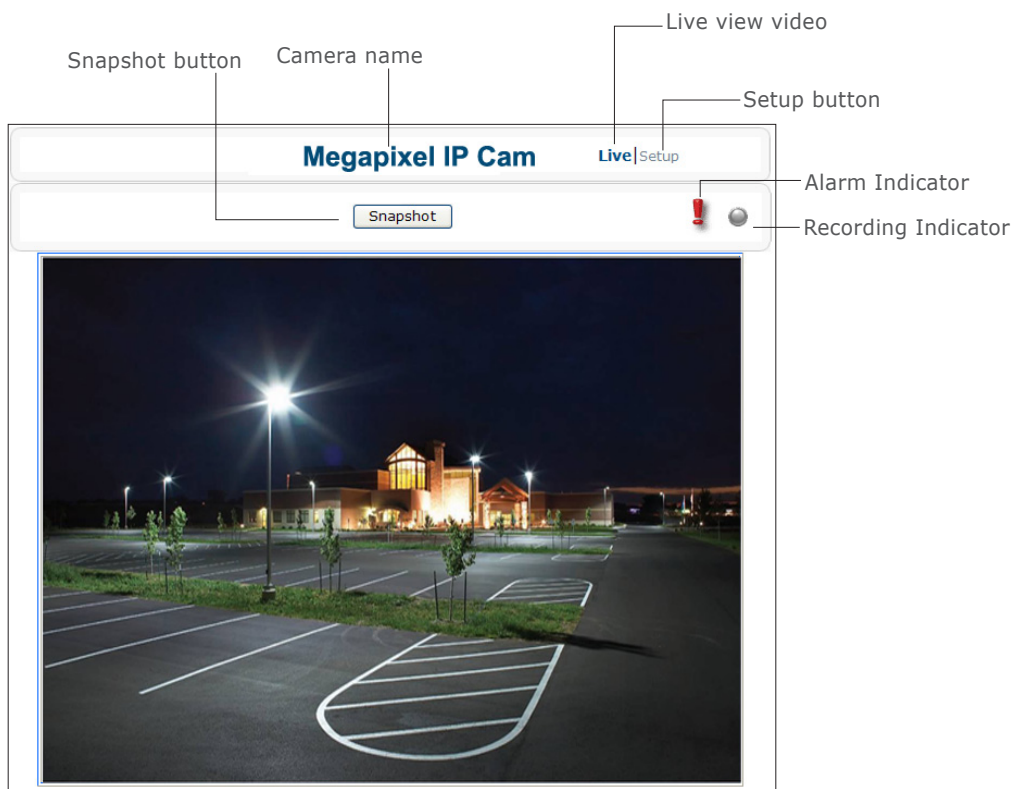 Live view video
Snapshot button
Camera name
Setup button
Megapixel IP Cam
Live|Setup
Alarm Indicator
Snapshot
Recording Indicator